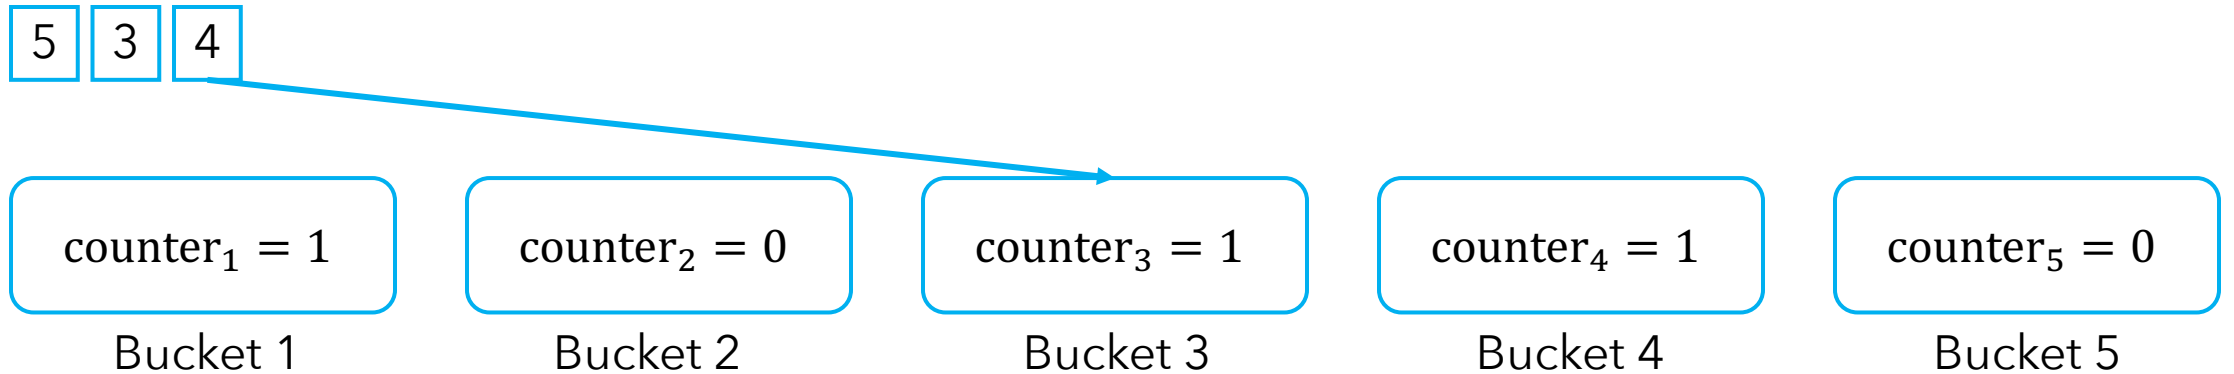 5 3 4
counter₁ = 1 counter₂ = 0 counter₃ = 1 counter₄ = 1 counter₅ = 0
Bucket 1 Bucket 2 Bucket 3 Bucket 4 Bucket 5